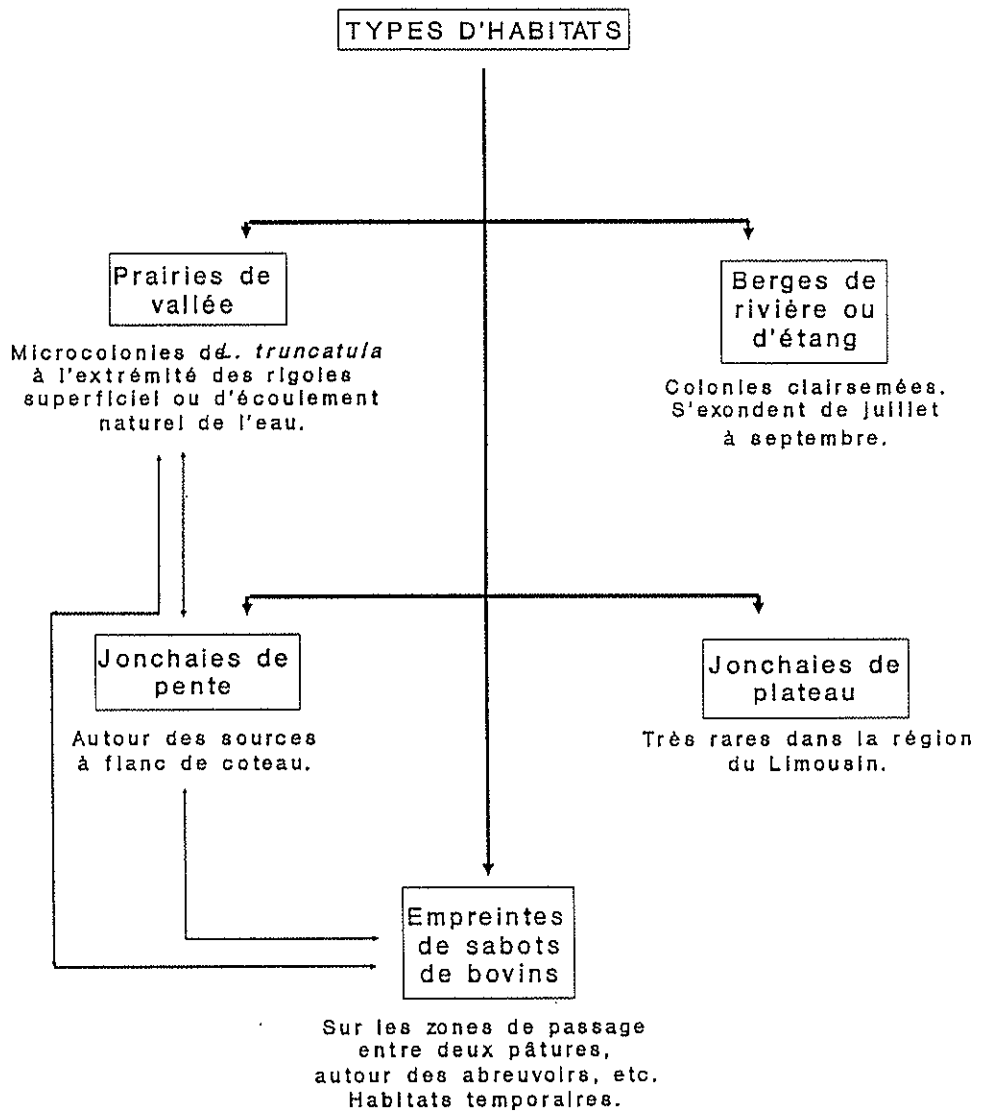 TYPES D'HABITATS
Prairies de
vallée
Microcolonies de L. truncatula
à l'extrémité des rigoles
superficiel ou d'écoulement
naturel de l'eau.
Berges de
rivière ou
d'étang
Colonies clairsemées.
S'exondent de juillet
à septembre.
Jonchaies de
pente
Autour des sources
à flanc de coteau.
Jonchaies de
plateau
Très rares dans la région
du Limousin.
Empreintes
de sabots
de bovins
Sur les zones de passage
entre deux pâtures,
autour des abreuvoirs, etc.
Habitats temporaires.